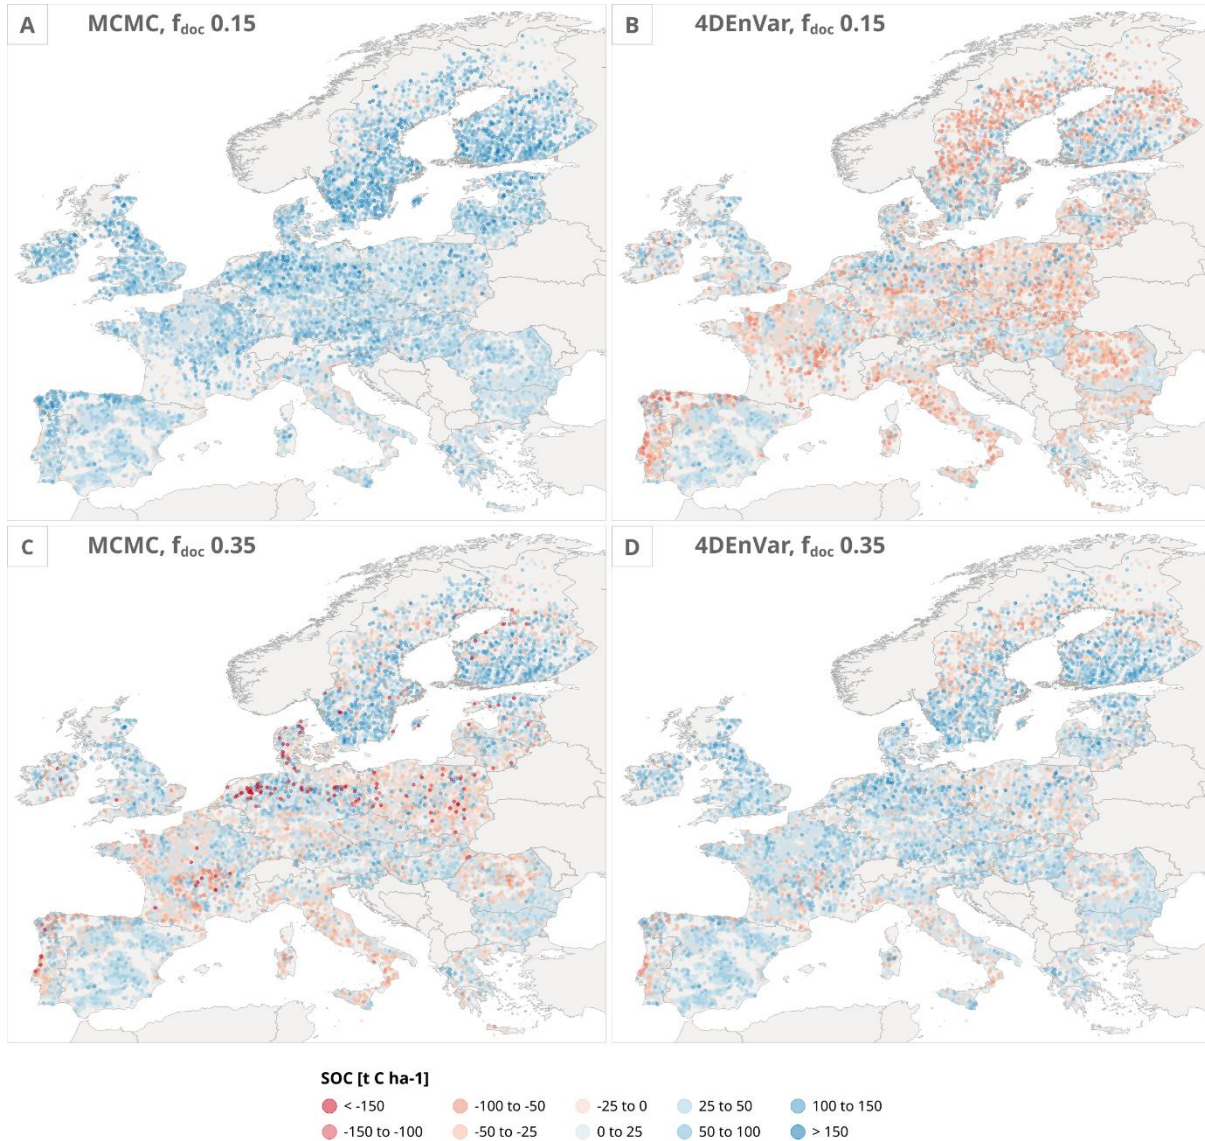 A MCMC, fdoc 0.15
B 4DEnVar, fdoc 0.15
C MCMC, fdoc 0.35
D 4DEnVar, fdoc 0.35
SOC [t C ha-1]
< -150 -100 to -50 -25 to 0 25 to 50 100 to 150
-150 to -100 -50 to -25 0 to 25 50 to 100 > 150